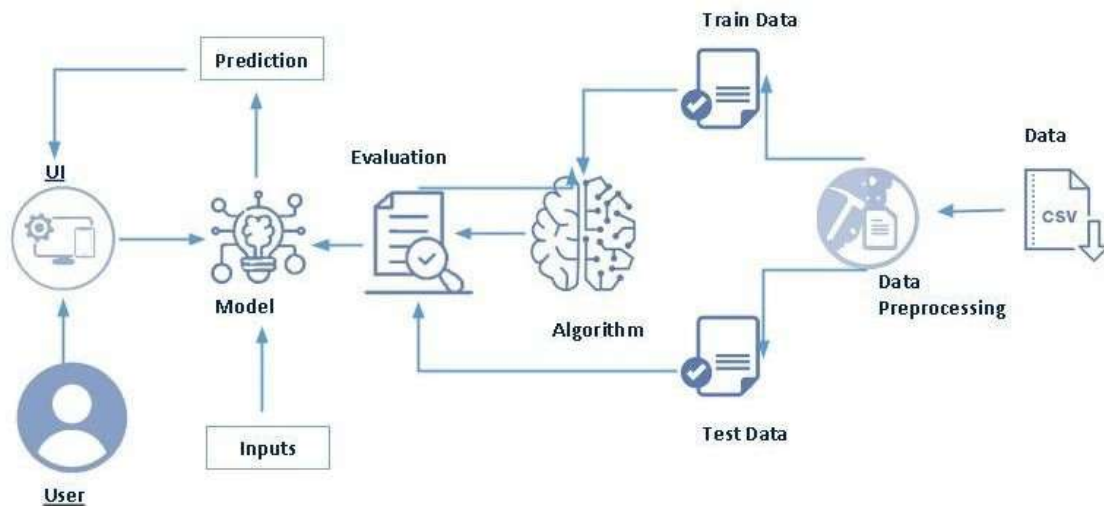 Train Data
Prediction
Data
Evaluation
UI
CSV
Model
Data
Preprocessing
Algorithm
Inputs
Test Data
User